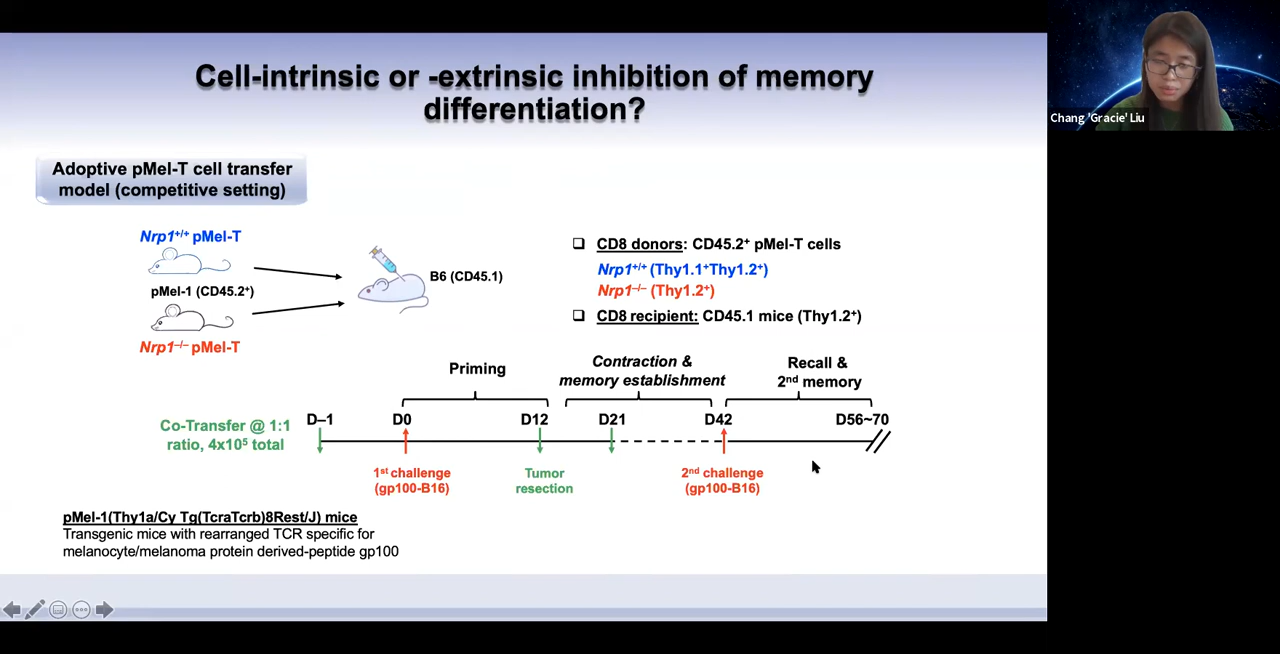 Cell-intrinsic or -extrinsic inhibition of memory
differentiation?
Chang 'Gracie' Liu
Adoptive pMel-T cell transfer
model (competitive setting)
Nrp1+/+ pMel-T
pMel-1 (CD45.2+)
Nrp1–/– pMel-T
B6 (CD45.1)
❑ CD8 donors: CD45.2+ pMel-T cells
Nrp1+/+ (Thy1.1+Thy1.2+)
Nrp1–/– (Thy1.2+)
❑ CD8 recipient: CD45.1 mice (Thy1.2+)
Priming
Contraction &
memory establishment
Recall &
2nd memory
Co-Transfer @ 1:1
ratio, 4x10⁵ total
D–1
D0
D12
D21
D42
D56~70
1st challenge
(gp100-B16)
Tumor
resection
2nd challenge
(gp100-B16)
pMel-1(Thy1a/Cy Tg(TcraTcrb)8Rest/J) mice
Transgenic mice with rearranged TCR specific for
melanocyte/melanoma protein derived-peptide gp100